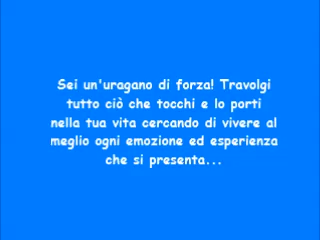 Sei un'uragano di forza! Travolgi
tutto ciò che tocchi e lo porti
nella tua vita cercando di vivere al
meglio ogni emozione ed esperienza
che si presenta...